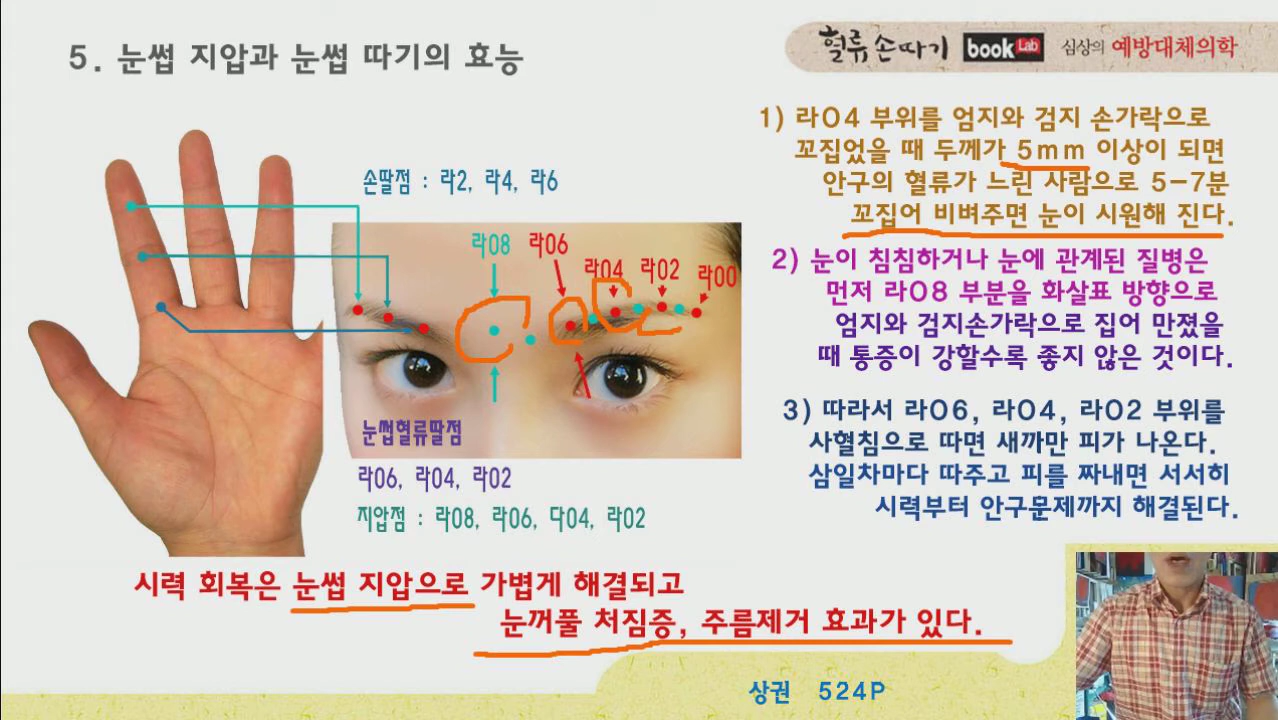 5. 눈썹 지압과 눈썹 따기의 효능
혈류 손따기 book Lab 심상의 예방대체의학
손딸점 : 락2, 락4, 락6
라08
라06
라04
라02
라00
눈썹혈류딸점
락06, 락04, 락02
지압점 : 락08, 락06, 다04, 락02
1) 라04 부위를 엄지와 검지 손가락으로
꼬집었을 때 두께가 5mm 이상이 되면
안구의 혈류가 느린 사람으로 5-7분
꼬집어 비벼주면 눈이 시원해 진다.
2) 눈이 침침하거나 눈에 관계된 질병은
먼저 라08 부분을 화살표 방향으로
엄지와 검지손가락으로 집어 만졌을
때 통증이 강할수록 좋지 않은 것이다.
3) 따라서 라06, 라04, 라02 부위를
사혈침으로 따면 새까만 피가 나온다.
삼일차마다 따주고 피를 짜내면 서서히
시력부터 안구문제까지 해결된다.
시력 회복은 눈썹 지압으로 가볍게 해결되고
눈꺼풀 처짐증, 주름제거 효과가 있다.
상권 524P